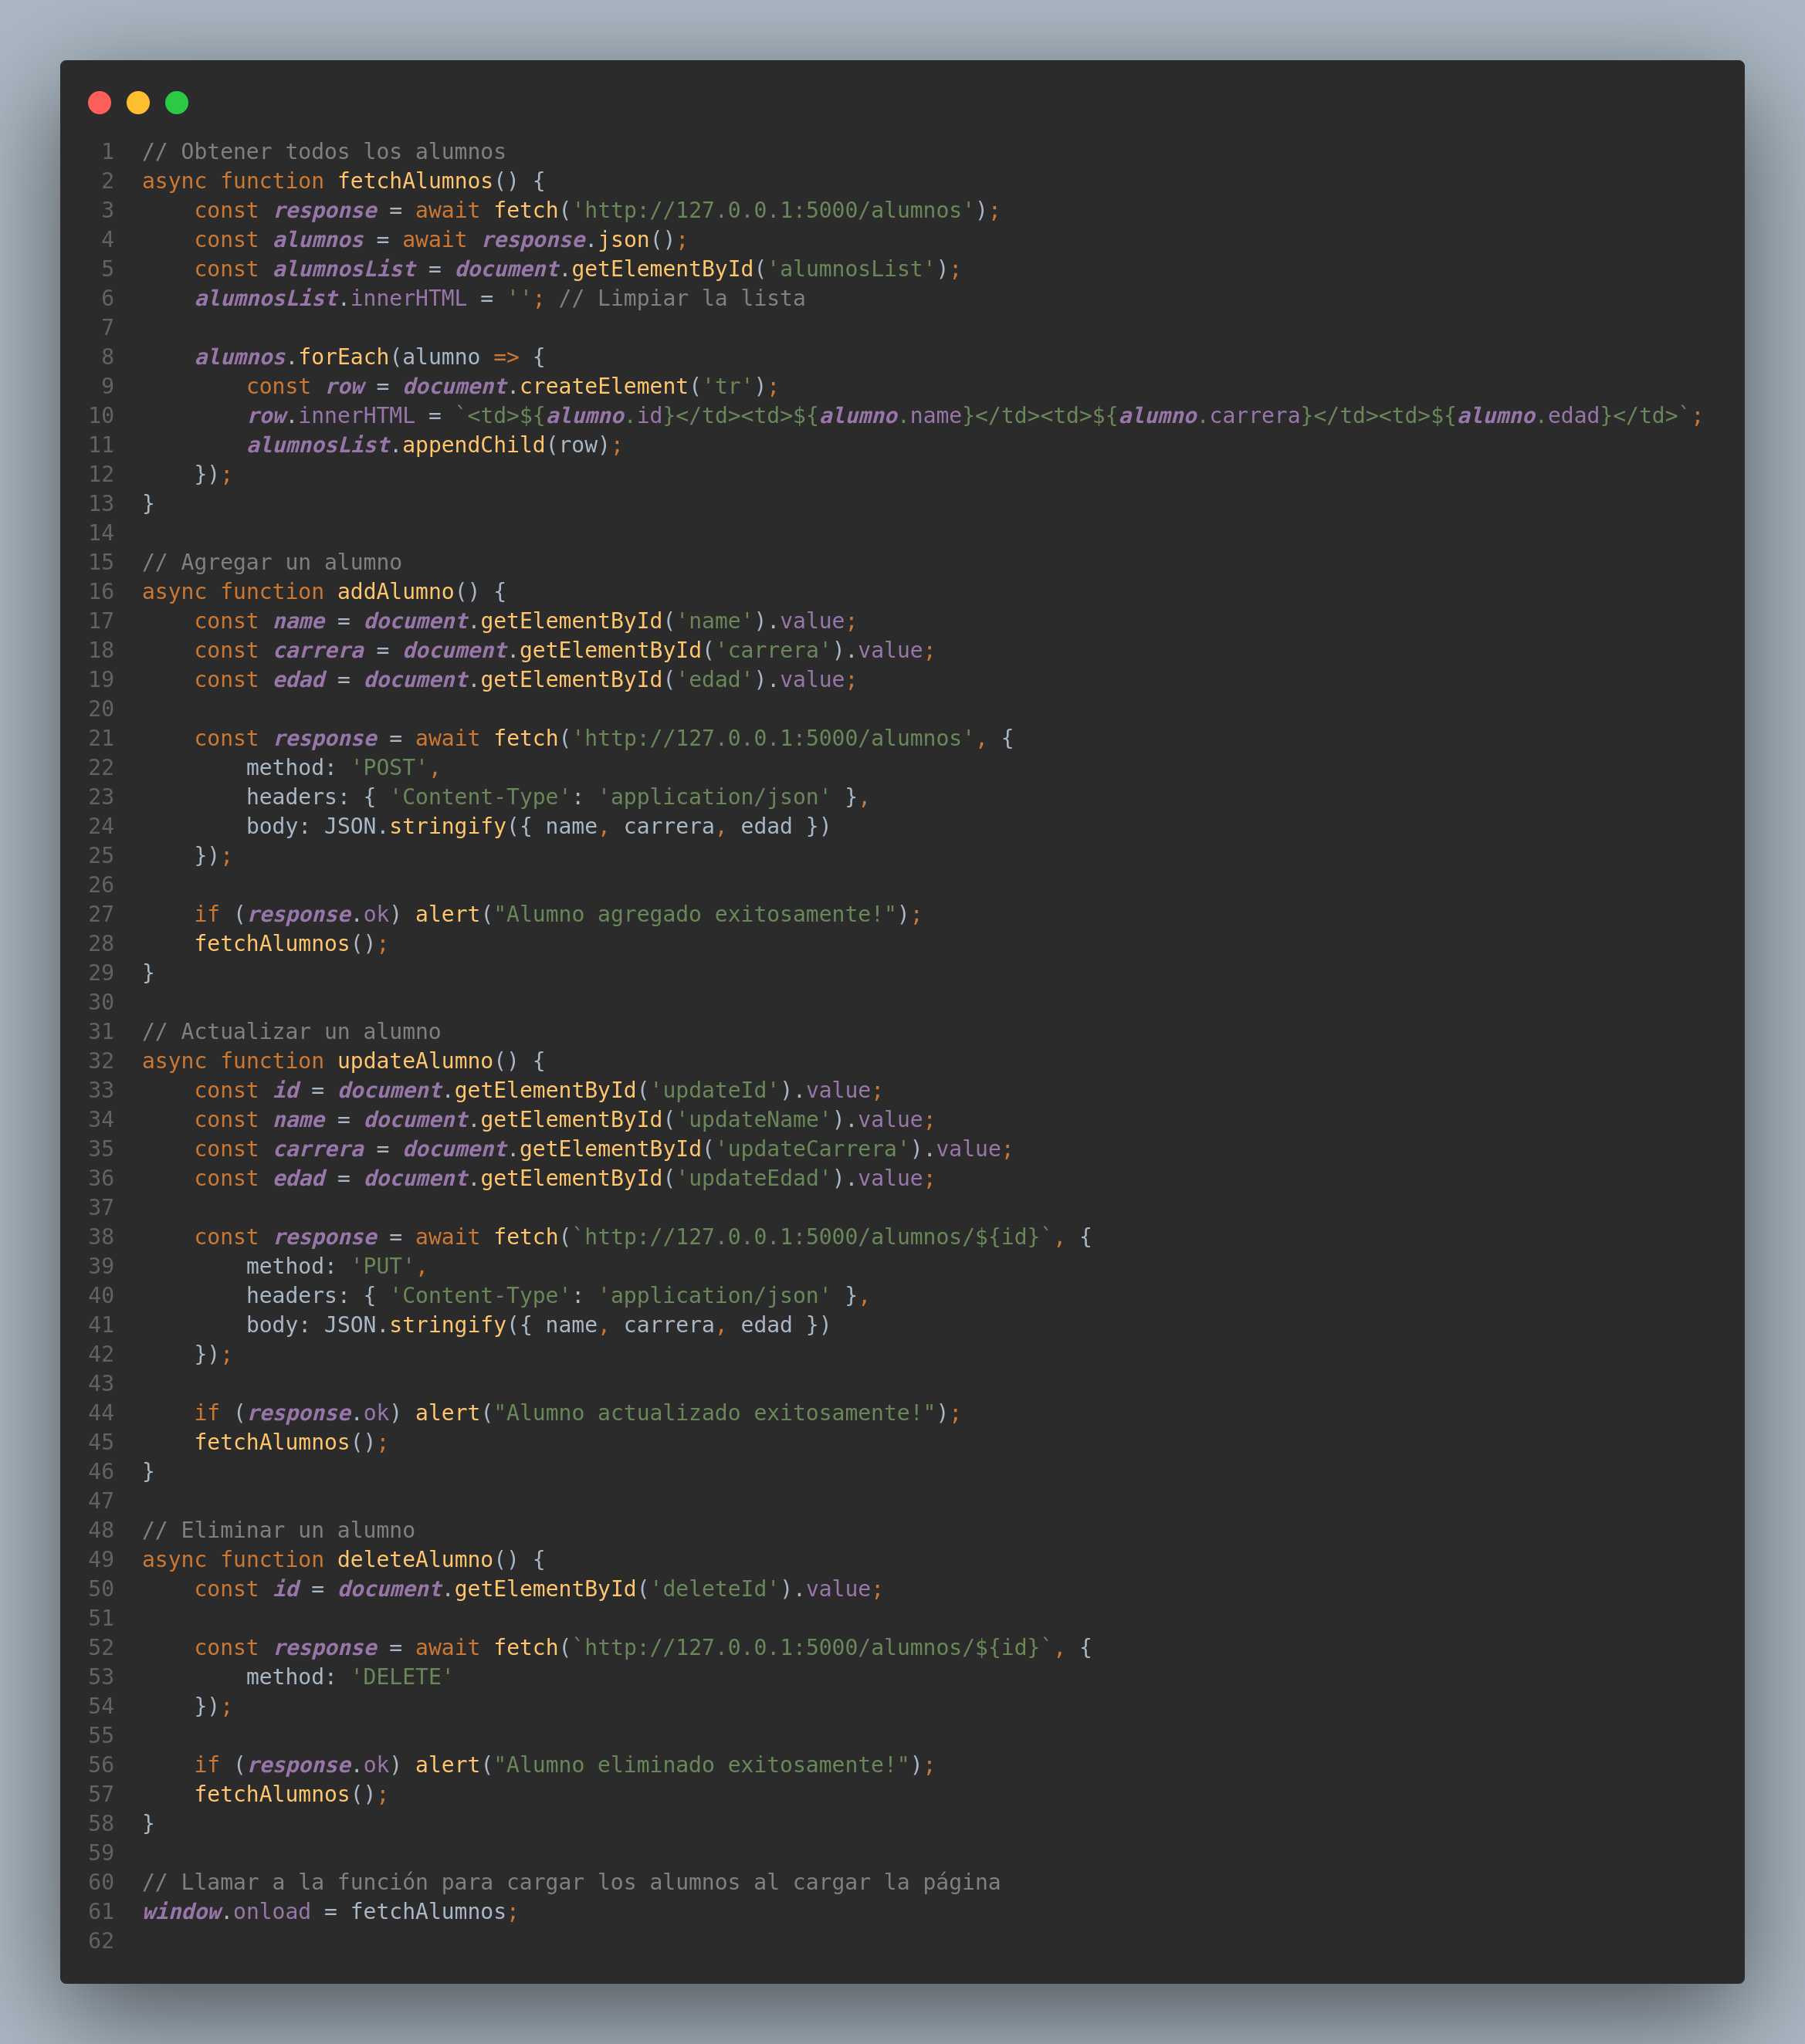 1 // Obtener todos los alumnos
2 async function fetchAlumnos() {
3     const response = await fetch('http://127.0.0.1:5000/alumnos');
4     const alumnos = await response.json();
5     const alumnosList = document.getElementById('alumnosList');
6     alumnosList.innerHTML = ''; // Limpiar la lista
7
8     alumnos.forEach(alumno => {
9         const row = document.createElement('tr');
10         row.innerHTML = `<td>${alumno.id}</td><td>${alumno.name}</td><td>${alumno.carrera}</td><td>${alumno.edad}</td>`;
11         alumnosList.appendChild(row);
12     });
13 }
14
15 // Agregar un alumno
16 async function addAlumno() {
17     const name = document.getElementById('name').value;
18     const carrera = document.getElementById('carrera').value;
19     const edad = document.getElementById('edad').value;
20
21     const response = await fetch('http://127.0.0.1:5000/alumnos', {
22         method: 'POST',
23         headers: { 'Content-Type': 'application/json' },
24         body: JSON.stringify({ name, carrera, edad })
25     });
26
27     if (response.ok) alert("Alumno agregado exitosamente!");
28     fetchAlumnos();
29 }
30
31 // Actualizar un alumno
32 async function updateAlumno() {
33     const id = document.getElementById('updateId').value;
34     const name = document.getElementById('updateName').value;
35     const carrera = document.getElementById('updateCarrera').value;
36     const edad = document.getElementById('updateEdad').value;
37
38     const response = await fetch(`http://127.0.0.1:5000/alumnos/${id}`, {
39         method: 'PUT',
40         headers: { 'Content-Type': 'application/json' },
41         body: JSON.stringify({ name, carrera, edad })
42     });
43
44     if (response.ok) alert("Alumno actualizado exitosamente!");
45     fetchAlumnos();
46 }
47
48 // Eliminar un alumno
49 async function deleteAlumno() {
50     const id = document.getElementById('deleteId').value;
51
52     const response = await fetch(`http://127.0.0.1:5000/alumnos/${id}`, {
53         method: 'DELETE'
54     });
55
56     if (response.ok) alert("Alumno eliminado exitosamente!");
57     fetchAlumnos();
58 }
59
60 // Llamar a la función para cargar los alumnos al cargar la página
61 window.onload = fetchAlumnos;
62